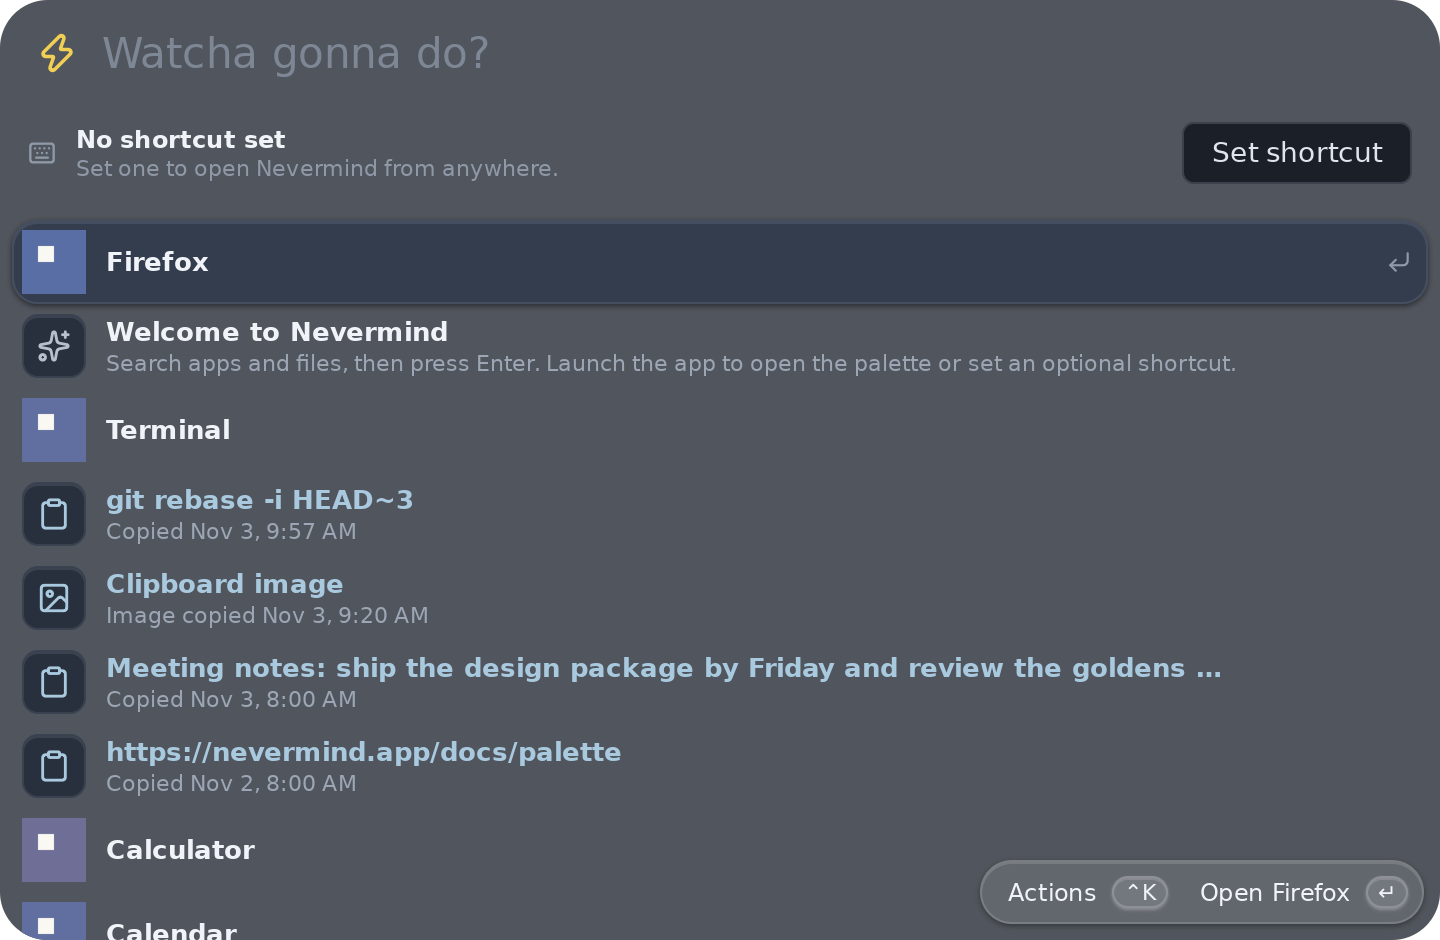 Watcha gonna do?
No shortcut set
Set one to open Nevermind from anywhere.
Set shortcut
Firefox
Welcome to Nevermind
Search apps and files, then press Enter. Launch the app to open the palette or set an optional shortcut.
Terminal
git rebase -i HEAD~3
Copied Nov 3, 9:57 AM
Clipboard image
Image copied Nov 3, 9:20 AM
Meeting notes: ship the design package by Friday and review the goldens …
Copied Nov 3, 8:00 AM
https://nevermind.app/docs/palette
Copied Nov 2, 8:00 AM
Calculator
Actions ^K Open Firefox ↵
Calendar